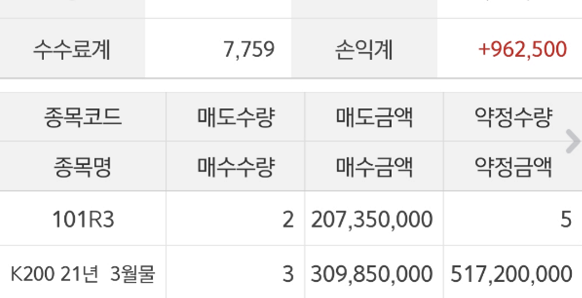 수수료계 7,759 손익계 +962,500
종목코드 매도수량 매도금액 약정수량
종목명 매수수량 매수금액 약정금액
101R3 2 207,350,000 5
K200 21년 3월물 3 309,850,000 517,200,000